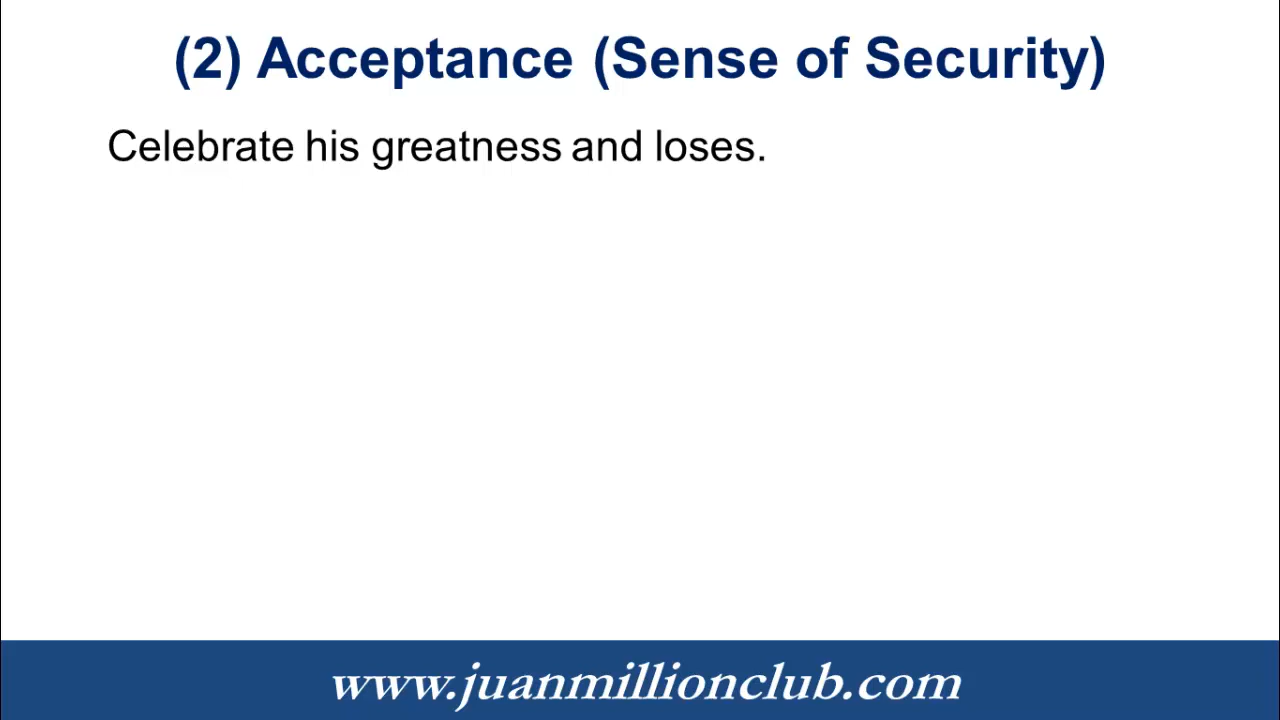 (2) Acceptance (Sense of Security)
Celebrate his greatness and loses.
www.juanmillionclub.com